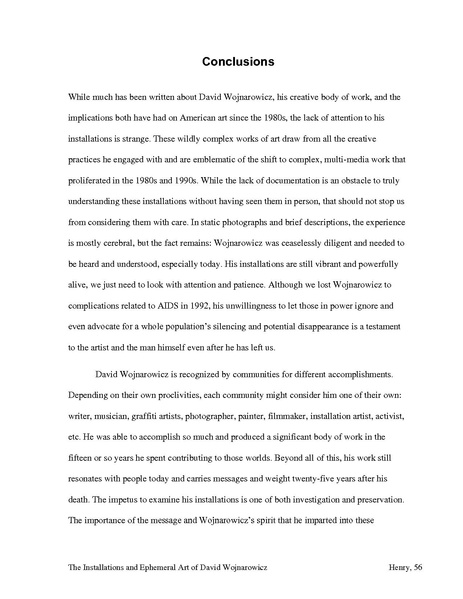 Conclusions
While much has been written about David Wojnarowicz, his creative body of work, and the
implications both have had on American art since the 1980s, the lack of attention to his
installations is strange. These wildly complex works of art draw from all the creative
practices he engaged with and are emblematic of the shift to complex, multi-media work that
proliferated in the 1980s and 1990s. While the lack of documentation is an obstacle to truly
understanding these installations without having seen them in person, that should not stop us
from considering them with care. In static photographs and brief descriptions, the experience
is mostly cerebral, but the fact remains: Wojnarowicz was ceaselessly diligent and needed to
be heard and understood, especially today. His installations are still vibrant and powerfully
alive, we just need to look with attention and patience. Although we lost Wojnarowicz to
complications related to AIDS in 1992, his unwillingness to let those in power ignore and
even advocate for a whole population's silencing and potential disappearance is a testament
to the artist and the man himself even after he has left us.
David Wojnarowicz is recognized by communities for different accomplishments.
Depending on their own proclivities, each community might consider him one of their own:
writer, musician, graffiti artists, photographer, painter, filmmaker, installation artist, activist,
etc. He was able to accomplish so much and produced a significant body of work in the
fifteen or so years he spent contributing to those worlds. Beyond all of this, his work still
resonates with people today and carries messages and weight twenty-five years after his
death. The impetus to examine his installations is one of both investigation and preservation.
The importance of the message and Wojnarowicz's spirit that he imparted into these
The Installations and Ephemeral Art of David Wojnarowicz Henry, 56